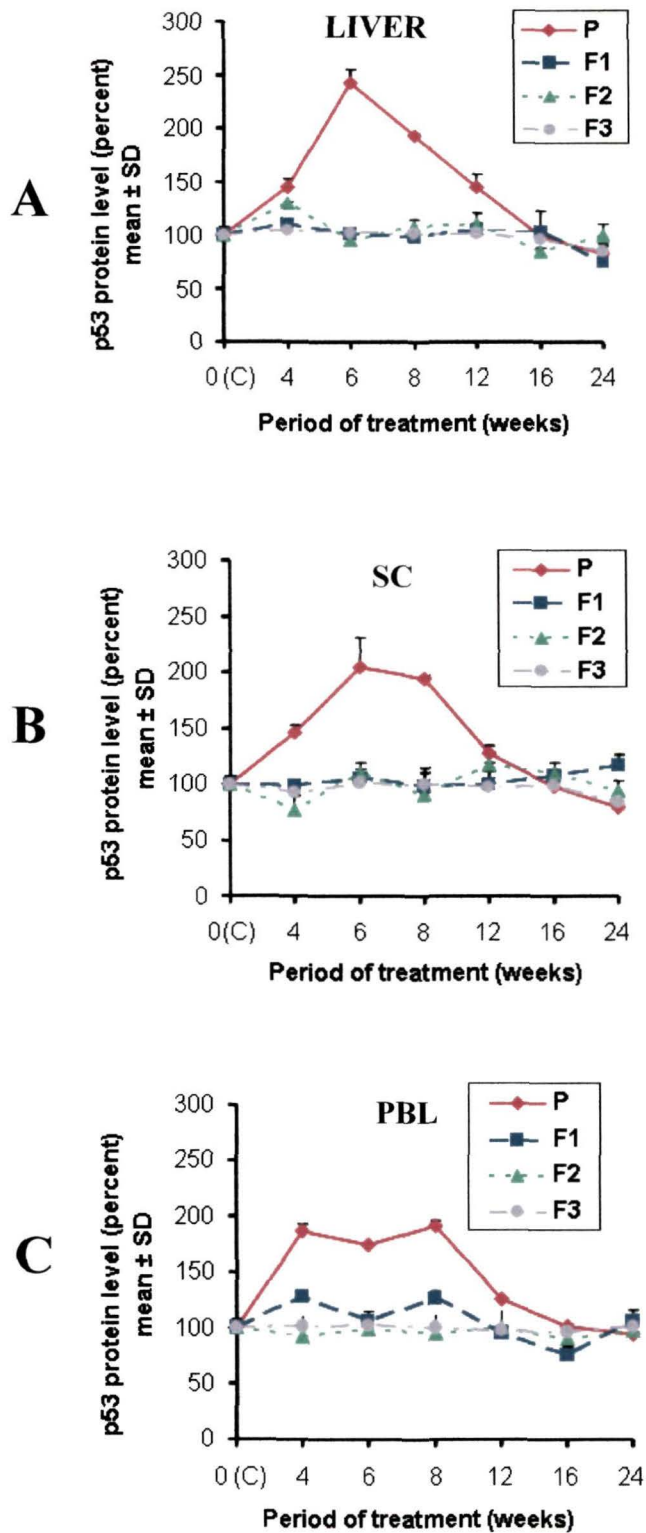 A
LIVER
P
F1
F2
F3
p53 protein level (percent)
mean ± SD
300
250
200
150
100
50
0
0 (C) 4 6 8 12 16 24
Period of treatment (weeks)
B
SC
P
F1
F2
F3
p53 protein level (percent)
mean ± SD
300
250
200
150
100
50
0
0(C) 4 6 8 12 16 24
Period of treatment (weeks)
C
PBL
P
F1
F2
F3
p53 protein level (percent)
mean ± SD
300
250
200
150
100
50
0
0 (C) 4 6 8 12 16 24
Period of treatment (weeks)